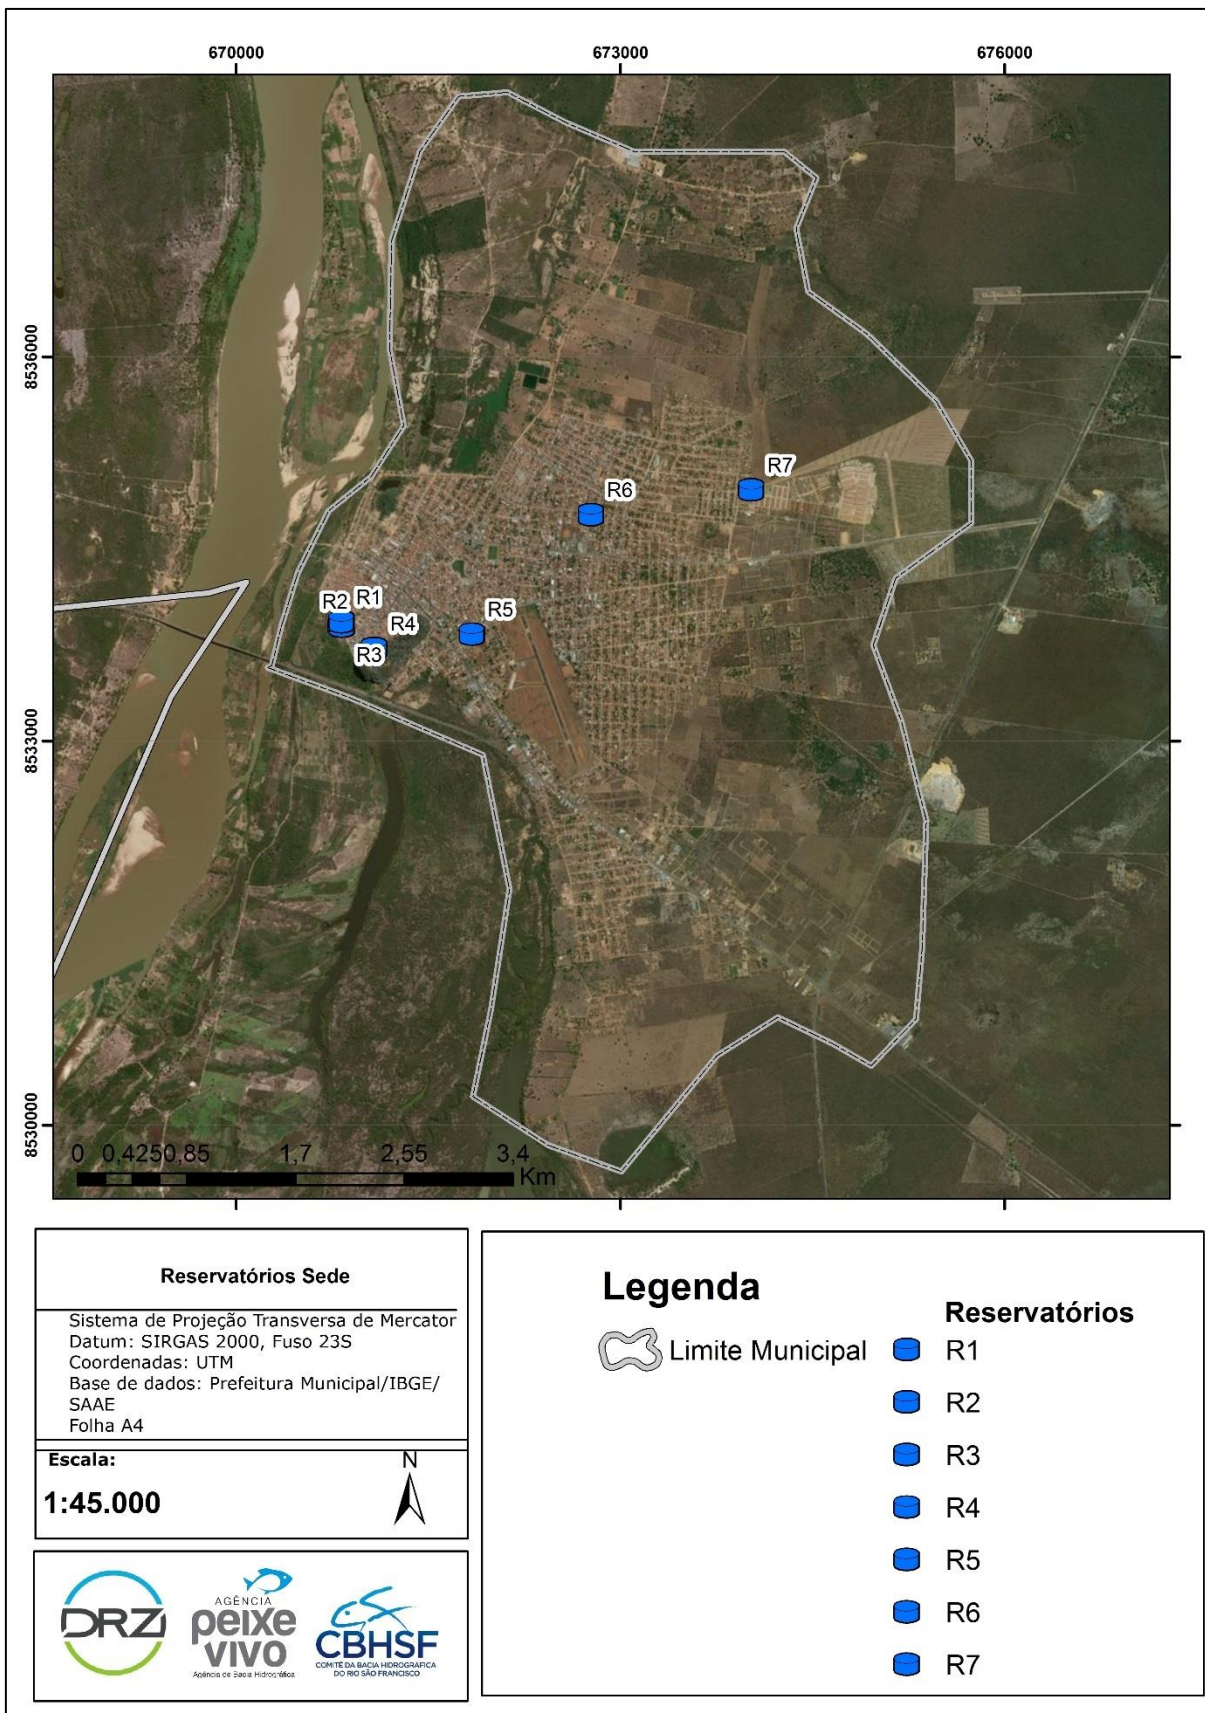 670000 673000 676000
8536000
8533000
8530000
R7
R6
R1
R2
R5
R4
R3
0 0,4250,85 1,7 2,55 3,4
Km
Reservatórios Sede
Sistema de Projeção Transversa de Mercator
Datum: SIRGAS 2000, Fuso 23S
Coordenadas: UTM
Base de dados: Prefeitura Municipal/IBGE/
SAAE
Folha A4
Escala:
N
1:45.000
DRZ
AGÊNCIA
peixe
vivo
Agência de Bacia Hidrográfica
CBHSF
COMITÊ DA BACIA HIDROGRÁFICA
DO RIO SÃO FRANCISCO
Legenda
Limite Municipal
Reservatórios
R1
R2
R3
R4
R5
R6
R7